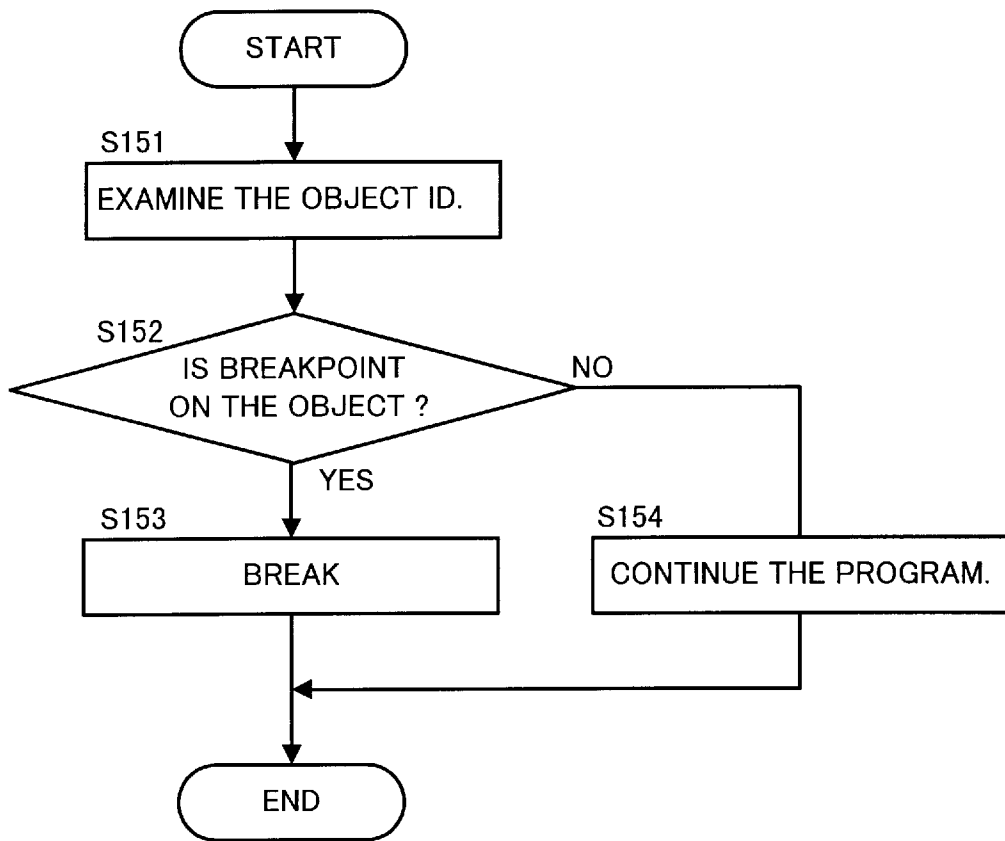 START
S151
EXAMINE THE OBJECT ID.
S152
IS BREAKPOINT
ON THE OBJECT ?
NO
YES
S153
BREAK
S154
CONTINUE THE PROGRAM.
END